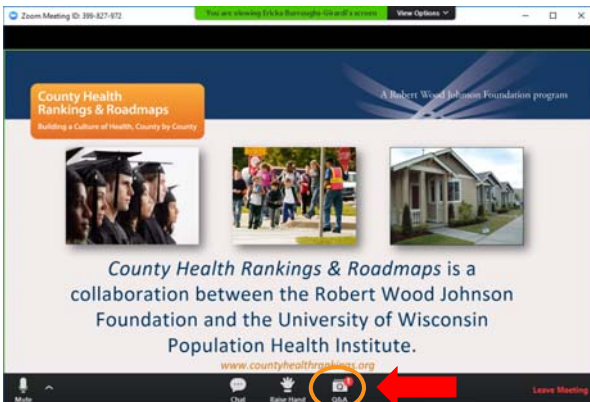 Zoom Meeting ID: 399-827-972
You are viewing Ericka Burroughs-Girardi's screen
View Options
County Health
Rankings & Roadmaps
Building a Culture of Health, County by County
A Robert Wood Johnson Foundation program
County Health Rankings & Roadmaps is a
collaboration between the Robert Wood Johnson
Foundation and the University of Wisconsin
Population Health Institute.
www.countyhealthrankings.org
Mute
Chat
Raise Hand
Q&A
Leave Meeting